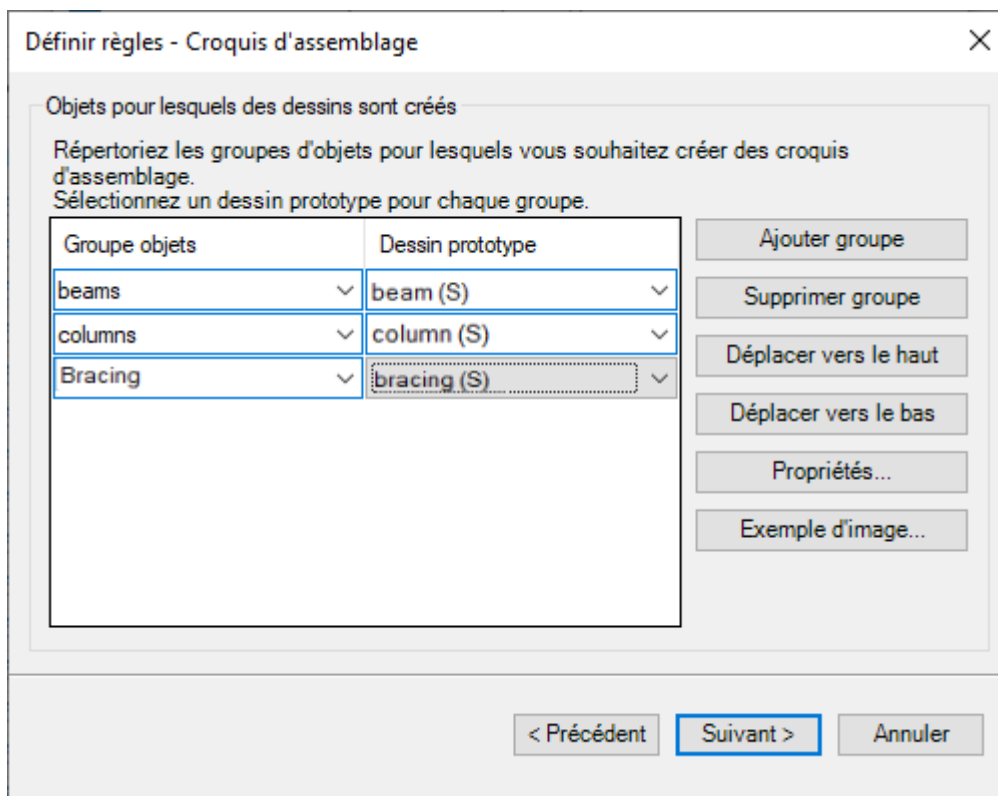 Définir règles - Croquis d'assemblage
Objets pour lesquels des dessins sont créés
Répertoriez les groupes d'objets pour lesquels vous souhaitez créer des croquis
d'assemblage.
Sélectionnez un dessin prototype pour chaque groupe.
Groupe objets Dessin prototype
beams beam (S)
columns column (S)
Bracing bracing (S)
Ajouter groupe
Supprimer groupe
Déplacer vers le haut
Déplacer vers le bas
Propriétés...
Exemple d'image...
< Précédent Suivant > Annuler